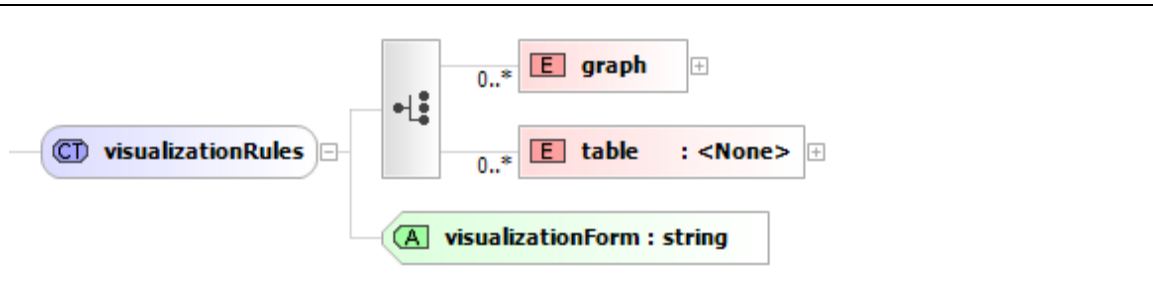 E graph
0..*
CT visualizationRules
E table : <None>
0..*
A visualizationForm : string